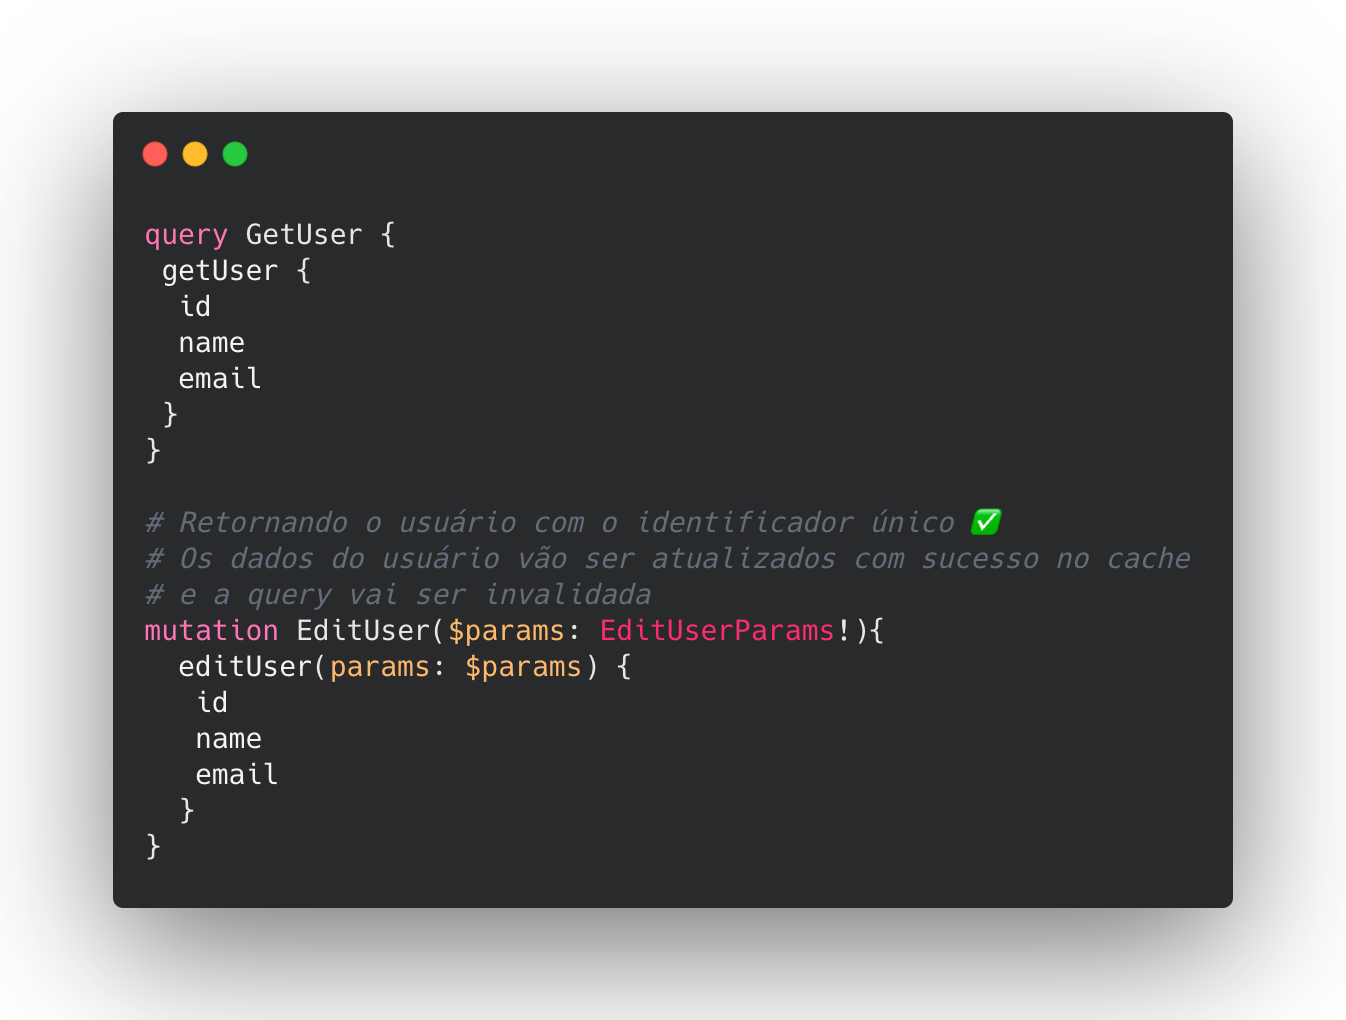 query GetUser {
 getUser {
  id
  name
  email
 }
}

# Retornando o usuário com o identificador único ✅
# Os dados do usuário vão ser atualizados com sucesso no cache
# e a query vai ser invalidada
mutation EditUser($params: EditUserParams!){
  editUser(params: $params) {
   id
   name
   email
  }
}